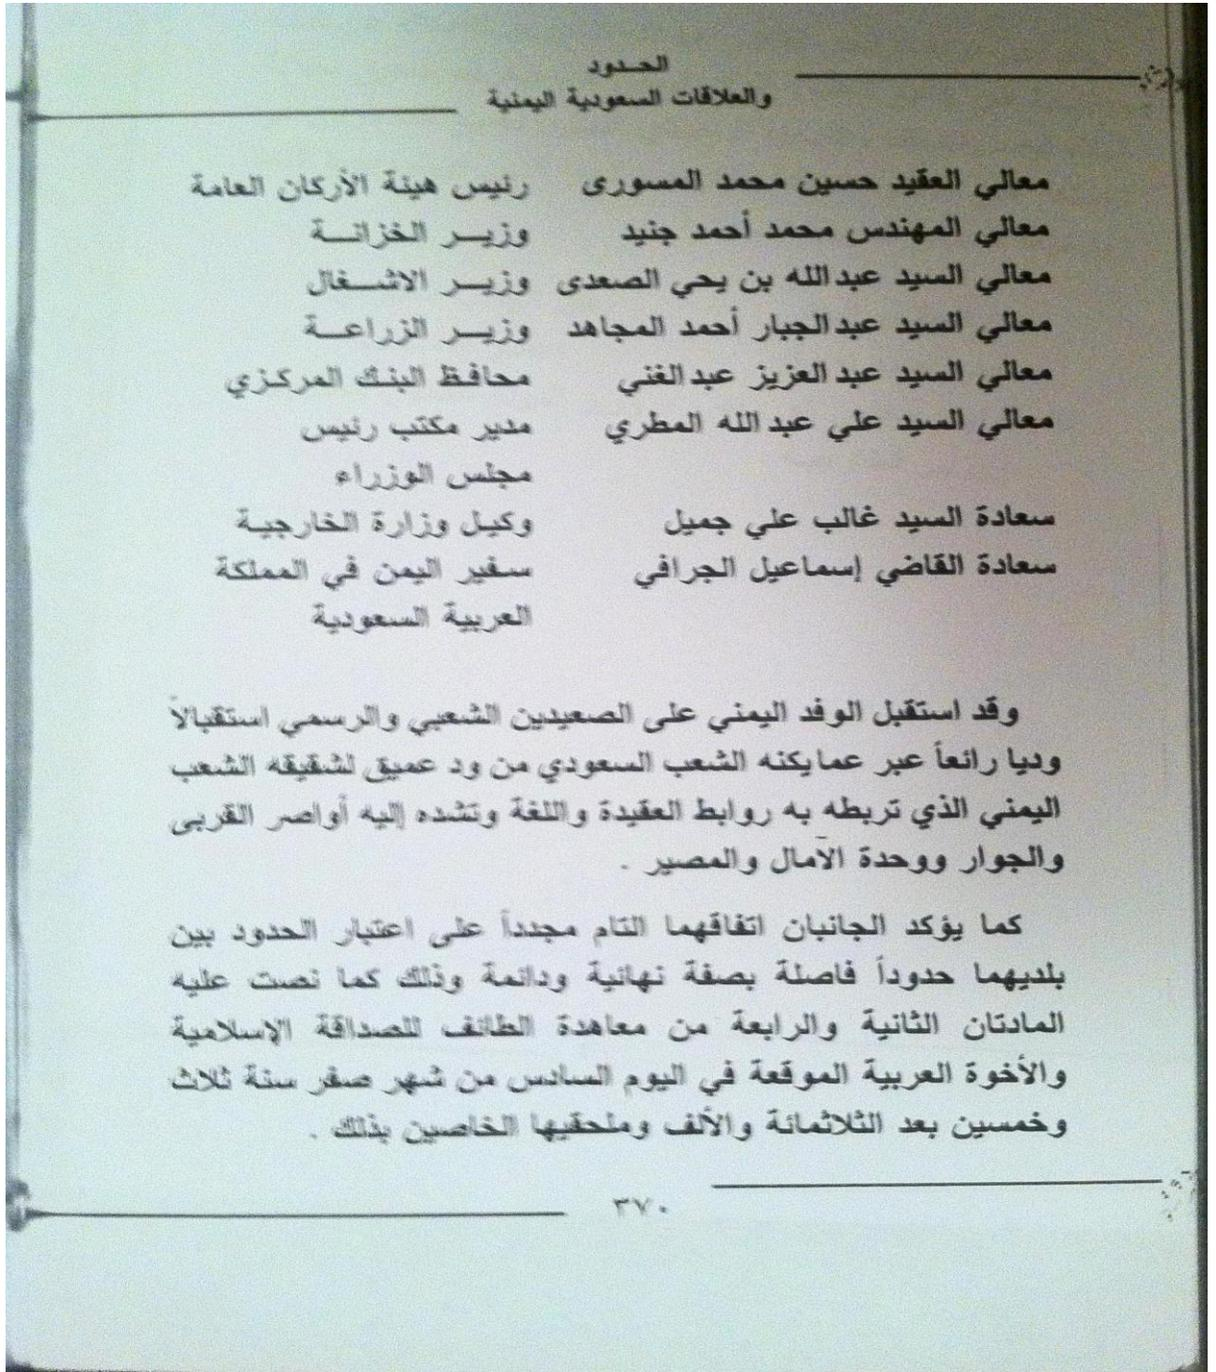 الحـدود
والعلاقات السعودية اليمنية
معالي العقيد حسين محمد المسورى رئيس هيئة الأركان العامة
معالي المهندس محمد أحمد جنيد وزيــر الخزانــة
معالي السيد عبدالله بن يحي الصعدى وزيــر الاشــغال
معالي السيد عبدالجبار أحمد المجاهد وزيــر الزراعــة
معالي السيد عبدالعزيز عبدالغني محافظ البنك المركزي
معالي السيد علي عبدالله المطري مدير مكتب رئيس
مجلس الوزراء
سعادة السيد غالب علي جميل وكيل وزارة الخارجية
سعادة القاضي إسماعيل الجرافي سفير اليمن في المملكة
العربية السعودية
وقد استقبل الوفد اليمني على الصعيدين الشعبي والرسمي استقبالاً
وديا رائعاً عبر عمايكنه الشعب السعودي من ود عميق لشقيقه الشعب
اليمني الذي تربطه به روابط العقيدة واللغة وتشده إليه أواصر القربى
والجوار ووحدة الآمال والمصير .
كما يؤكد الجانبان اتفاقهما التام مجدداً على اعتبار الحدود بين
بلديهما حدوداً فاصلة بصفة نهائية ودائمة وذلك كما نصت عليه
المادتان الثانية والرابعة من معاهدة الطائف للصداقة الإسلامية
والأخوة العربية الموقعة في اليوم السادس من شهر صفر سنة ثلاث
وخمسين بعد الثلاثمائة والألف وملحقيها الخاصين بذلك .
٣٧٠